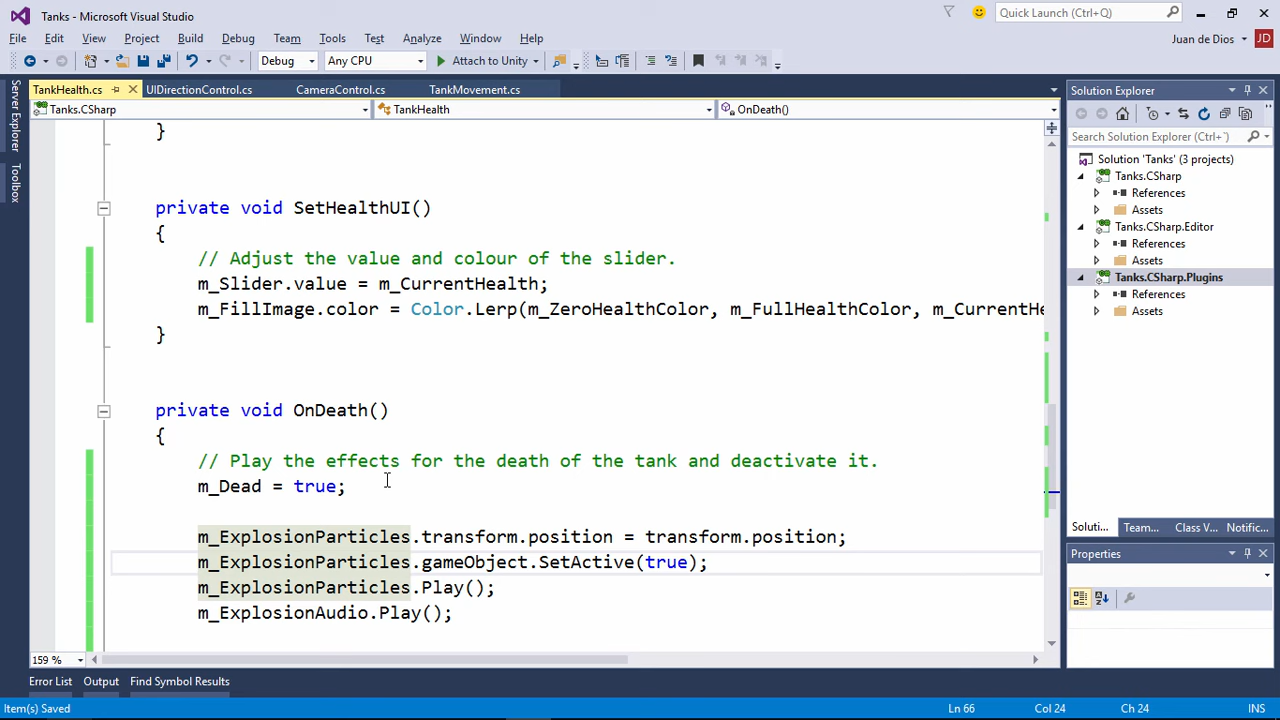 Tanks - Microsoft Visual Studio
Quick Launch (Ctrl+Q)
File Edit View Project Build Debug Team Tools Test Analyze Window Help
Juan de Dios
JD
Debug Any CPU Attach to Unity
TankHealth.cs UIDirectionControl.cs CameraControl.cs TankMovement.cs
Tanks.CSharp TankHealth OnDeath()
Server Explorer
Toolbox
}
private void SetHealthUI()
{
// Adjust the value and colour of the slider.
m_Slider.value = m_CurrentHealth;
m_FillImage.color = Color.Lerp(m_ZeroHealthColor, m_FullHealthColor, m_CurrentHe
}
private void OnDeath()
{
// Play the effects for the death of the tank and deactivate it.
m_Dead = true;
m_ExplosionParticles.transform.position = transform.position;
m_ExplosionParticles.gameObject.SetActive(true);
m_ExplosionParticles.Play();
m_ExplosionAudio.Play();
159 %
Solution Explorer
Search Solution Explorer (Ctrl+`)
Solution 'Tanks' (3 projects)
Tanks.CSharp
References
Assets
Tanks.CSharp.Editor
References
Assets
Tanks.CSharp.Plugins
References
Assets
Soluti... Team... Class V... Notific...
Properties
Error List Output Find Symbol Results
Item(s) Saved Ln 66 Col 24 Ch 24 INS